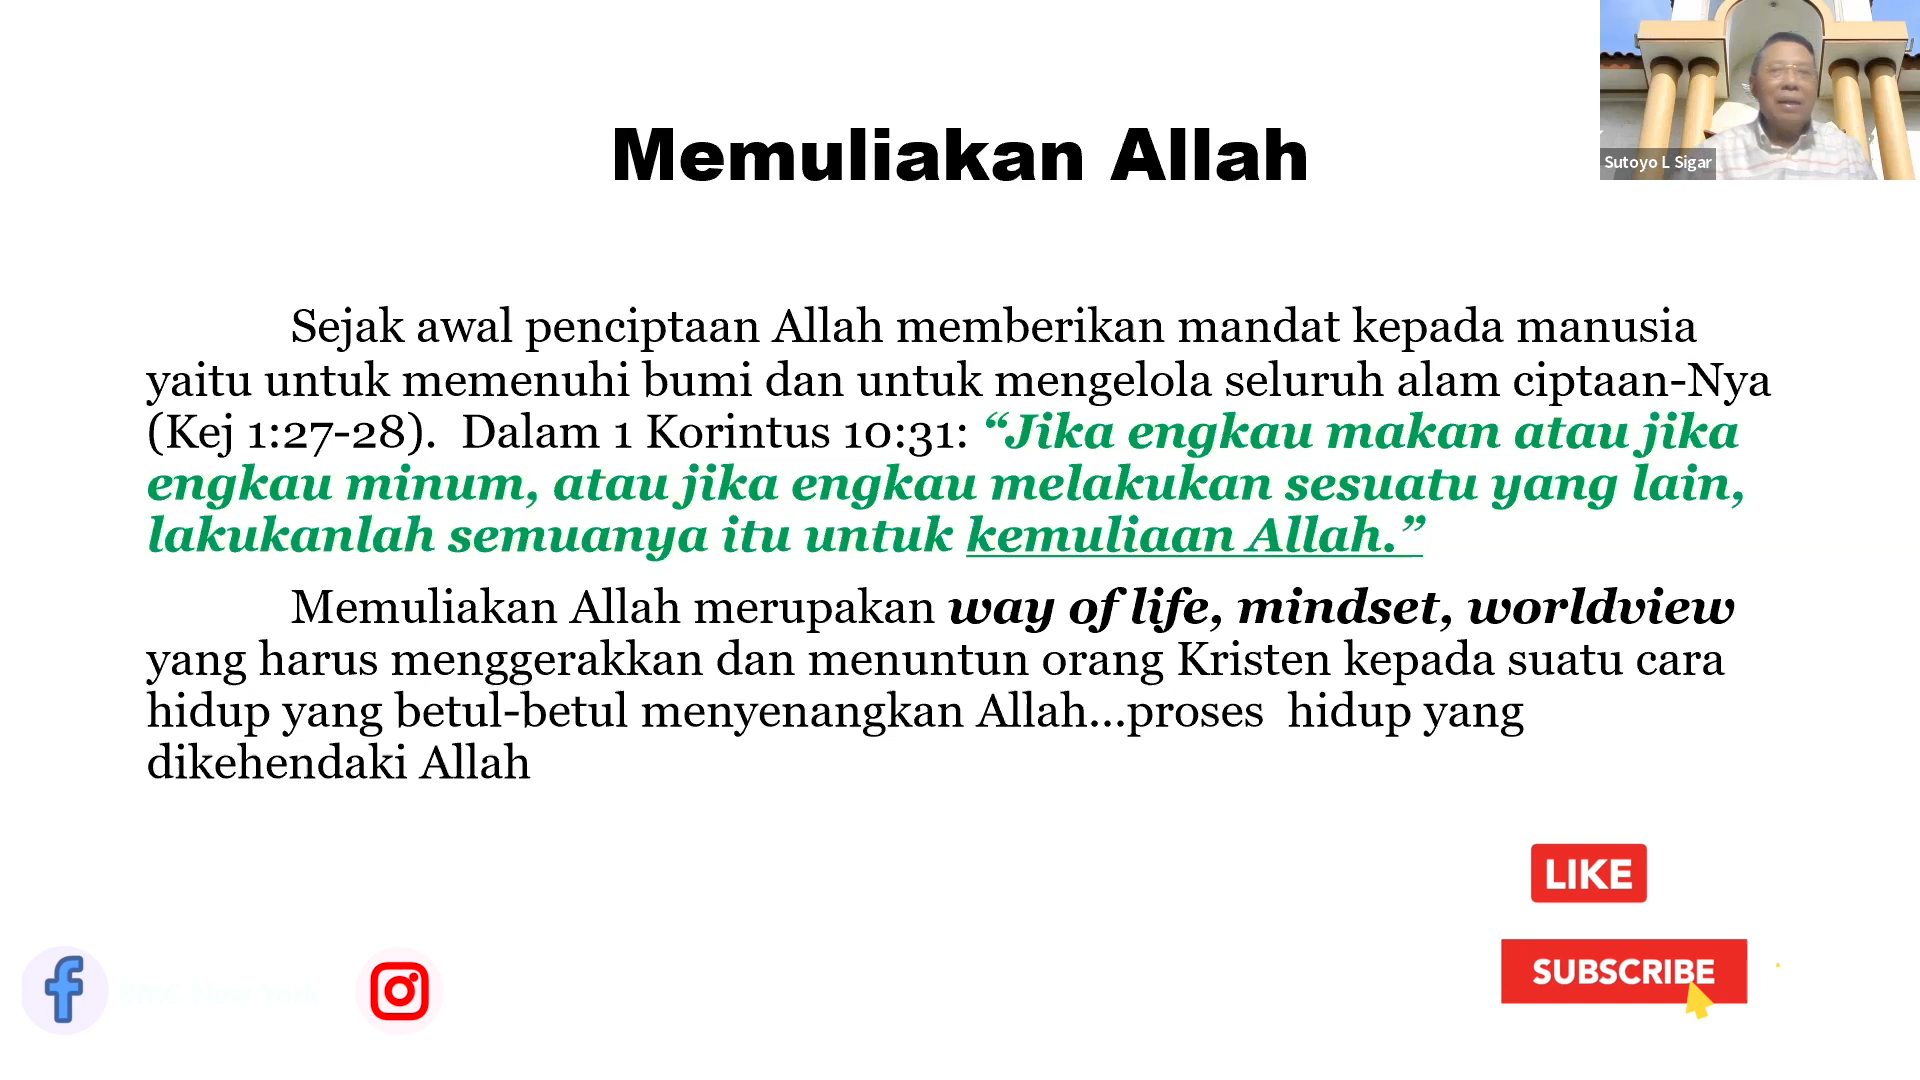 Memuliakan Allah
Sutoyo L Sigar
Sejak awal penciptaan Allah memberikan mandat kepada manusia
yaitu untuk memenuhi bumi dan untuk mengelola seluruh alam ciptaan-Nya
(Kej 1:27-28).  Dalam 1 Korintus 10:31: “Jika engkau makan atau jika
engkau minum, atau jika engkau melakukan sesuatu yang lain,
lakukanlah semuanya itu untuk kemuliaan Allah.”
Memuliakan Allah merupakan way of life, mindset, worldview
yang harus menggerakkan dan menuntun orang Kristen kepada suatu cara
hidup yang betul-betul menyenangkan Allah...proses  hidup yang
dikehendaki Allah
LIKE
SUBSCRIBE